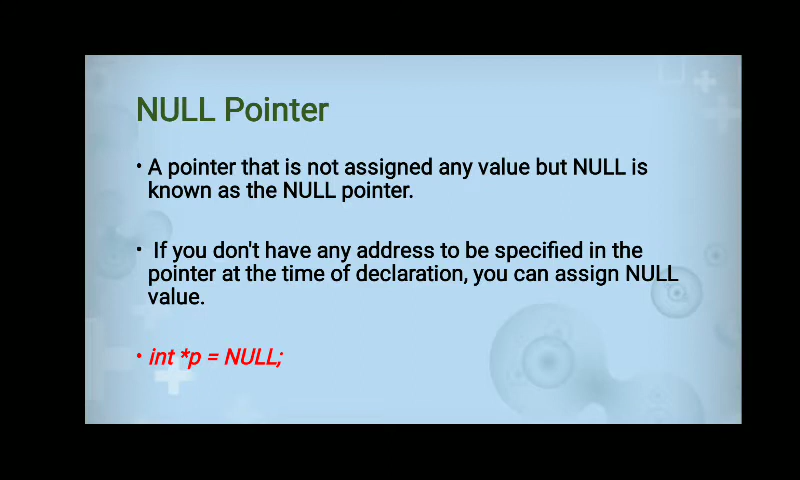 NULL Pointer
• A pointer that is not assigned any value but NULL is
known as the NULL pointer.
• If you don't have any address to be specified in the
pointer at the time of declaration, you can assign NULL
value.
• int *p = NULL;